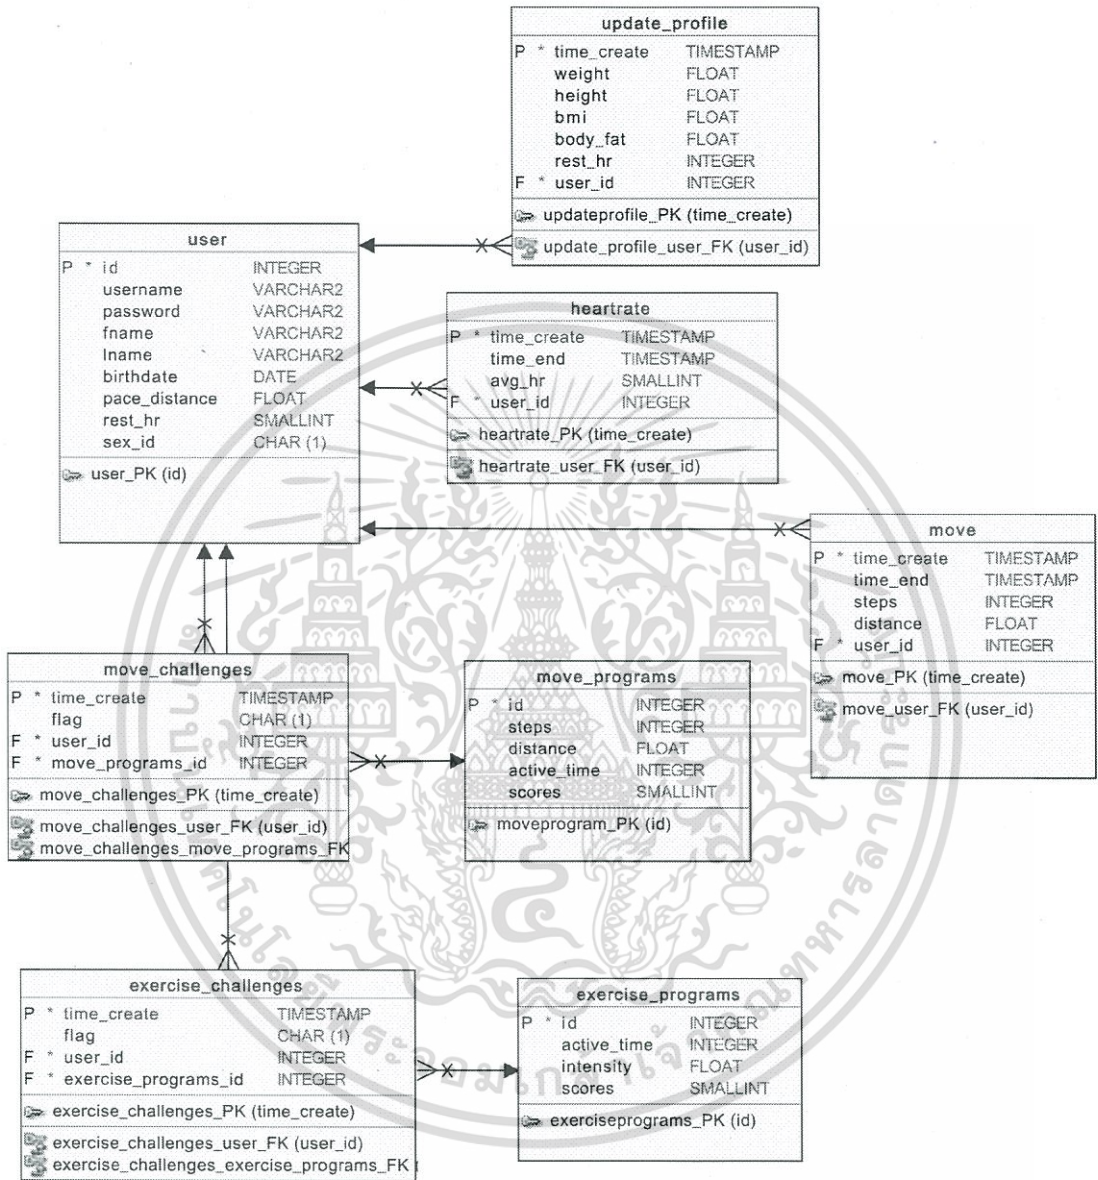 update_profile
P * time_create TIMESTAMP
weight FLOAT
height FLOAT
bmi FLOAT
body_fat FLOAT
rest_hr INTEGER
F * user_id INTEGER
updateprofile_PK (time_create)
update_profile_user_FK (user_id)
user
P * id INTEGER
username VARCHAR2
password VARCHAR2
fname VARCHAR2
lname VARCHAR2
birthdate DATE
pace_distance FLOAT
rest_hr SMALLINT
sex_id CHAR (1)
user_PK (id)
heartrate
P * time_create TIMESTAMP
time_end TIMESTAMP
avg_hr SMALLINT
F * user_id INTEGER
heartrate_PK (time_create)
heartrate_user_FK (user_id)
move
P * time_create TIMESTAMP
time_end TIMESTAMP
steps INTEGER
distance FLOAT
F * user_id INTEGER
move_PK (time_create)
move_user_FK (user_id)
move_challenges
P * time_create TIMESTAMP
flag CHAR (1)
F * user_id INTEGER
F * move_programs_id INTEGER
move_challenges_PK (time_create)
move_challenges_user_FK (user_id)
move_challenges_move_programs_FK
move_programs
P * id INTEGER
steps INTEGER
distance FLOAT
active_time INTEGER
scores SMALLINT
moveprogram_PK (id)
exercise_challenges
P * time_create TIMESTAMP
flag CHAR (1)
F * user_id INTEGER
F * exercise_programs_id INTEGER
exercise_challenges_PK (time_create)
exercise_challenges_user_FK (user_id)
exercise_challenges_exercise_programs_FK
exercise_programs
P * id INTEGER
active_time INTEGER
intensity FLOAT
scores SMALLINT
exerciseprograms_PK (id)